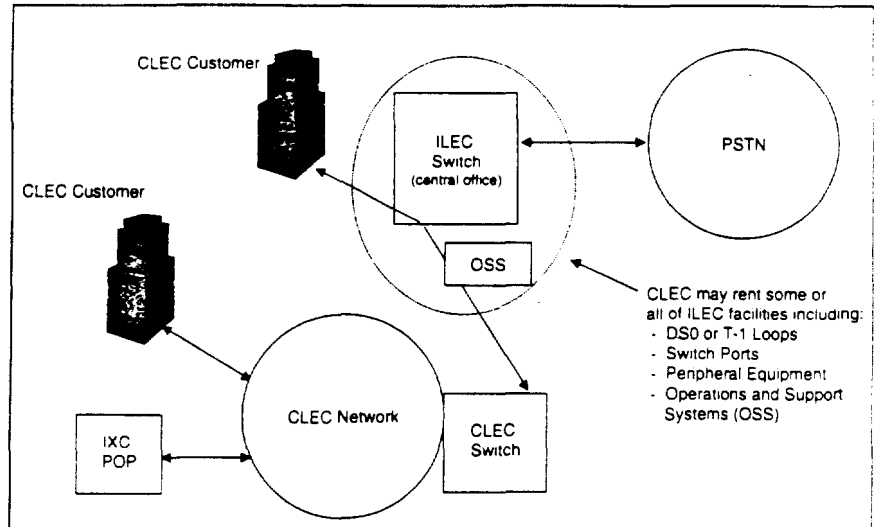 CLEC Customer
ILEC
Switch
(central office)
PSTN
CLEC Customer
OSS
CLEC may rent some or
all of ILEC facilities including:
- DS0 or T-1 Loops
- Switch Ports
- Peripheral Equipment
- Operations and Support
Systems (OSS)
CLEC Network
CLEC
Switch
IXC
POP